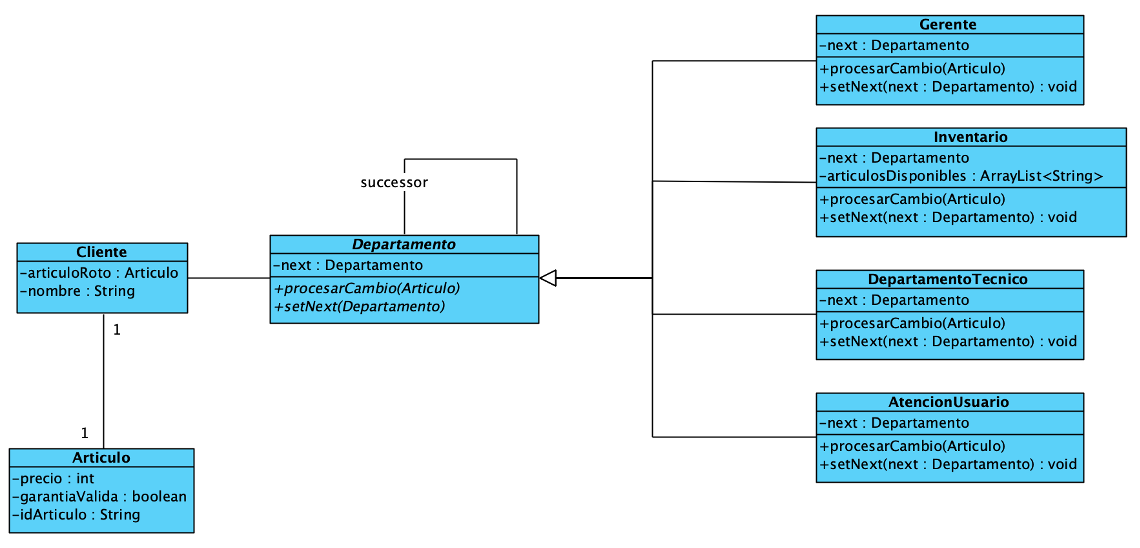 Gerente
-next : Departamento
+procesarCambio(Articulo)
+setNext(next : Departamento) : void
Inventario
-next : Departamento
-articulosDisponibles : ArrayList<String>
+procesarCambio(Articulo)
+setNext(next : Departamento) : void
successor
Departamento
-next : Departamento
+procesarCambio(Articulo)
+setNext(Departamento)
Cliente
-articuloRoto : Articulo
-nombre : String
DepartamentoTecnico
-next : Departamento
+procesarCambio(Articulo)
+setNext(next : Departamento) : void
1
1
AtencionUsuario
-next : Departamento
+procesarCambio(Articulo)
+setNext(next : Departamento) : void
Articulo
-precio : int
-garantiaValida : boolean
-idArticulo : String